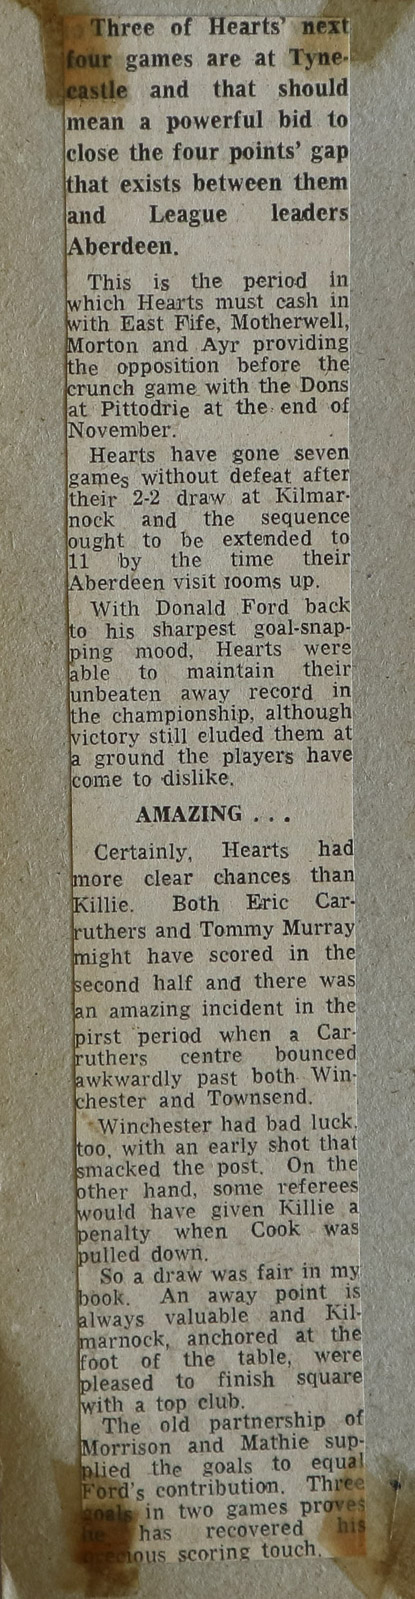 Three of Hearts' next
four games are at Tyne-
castle and that should
mean a powerful bid to
close the four points' gap
that exists between them
and League leaders
Aberdeen.
This is the period in
which Hearts must cash in
with East Fife, Motherwell,
Morton and Ayr providing
the opposition before the
crunch game with the Dons
at Pittodrie at the end of
November.
Hearts have gone seven
games without defeat after
their 2-2 draw at Kilmar-
nock and the sequence
ought to be extended to
11 by the time their
Aberdeen visit rooms up.
With Donald Ford back
to his sharpest goal-snap-
ping mood, Hearts were
able to maintain their
unbeaten away record in
the championship, although
victory still eluded them at
a ground the players have
come to dislike.
AMAZING ...
Certainly, Hearts had
more clear chances than
Killie. Both Eric Car-
ruthers and Tommy Murray
might have scored in the
second half and there was
an amazing incident in the
pirst period when a Car-
ruthers centre bounced
awkwardly past both Win-
chester and Townsend.
Winchester had bad luck,
too, with an early shot that
smacked the post. On the
other hand, some referees
would have given Killie a
penalty when Cook was
pulled down.
So a draw was fair in my
book. An away point is
always valuable and Kil-
marnock, anchored at the
foot of the table, were
pleased to finish square
with a top club.
The old partnership of
Morrison and Mathie sup-
plied the goals to equal
Ford's contribution. Three
goals in two games proves
he has recovered his
precious scoring touch.